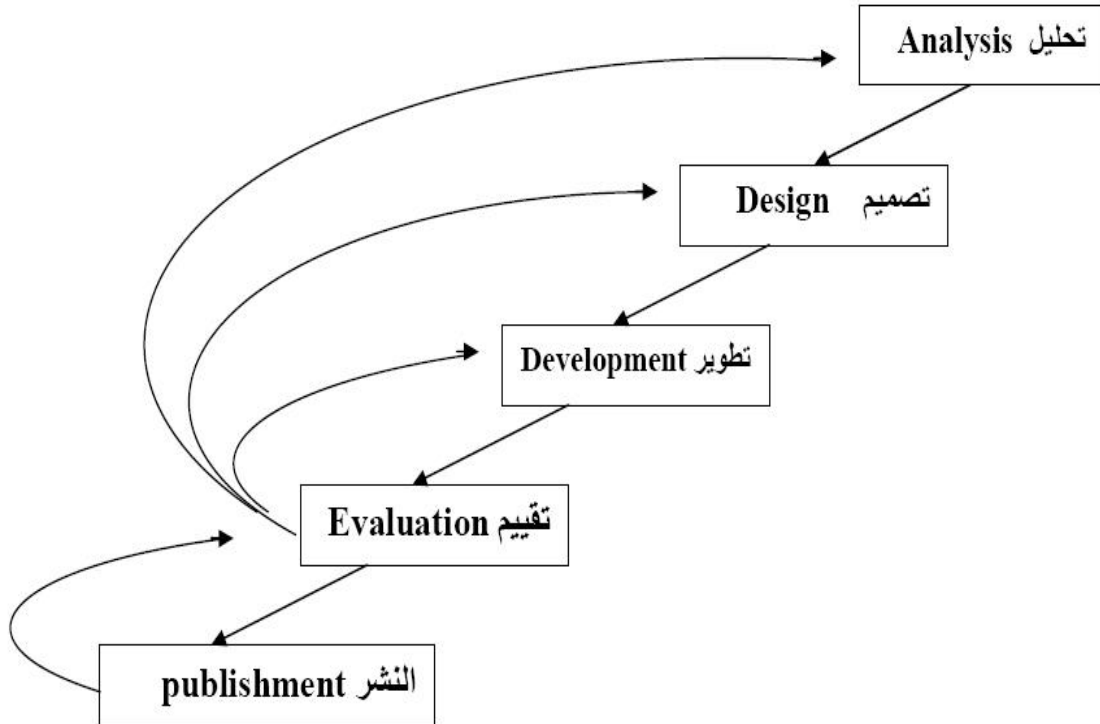 تحليل Analysis
تصميم Design
تطوير Development
تقييم Evaluation
النشر publishment